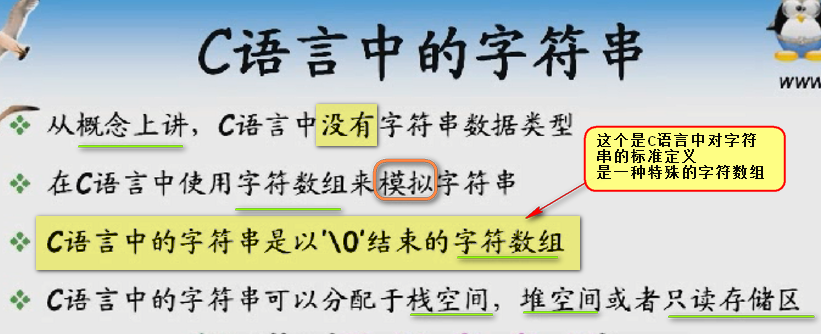 C语言中的字符串
www
从概念上讲，C语言中没有字符串数据类型
在C语言中使用字符数组来模拟字符串
这个是C语言中对字符
串的标准定义
是一种特殊的字符数组
C语言中的字符串是以'\0'结束的字符数组
C语言中的字符串可以分配于栈空间，堆空间或者只读存储区